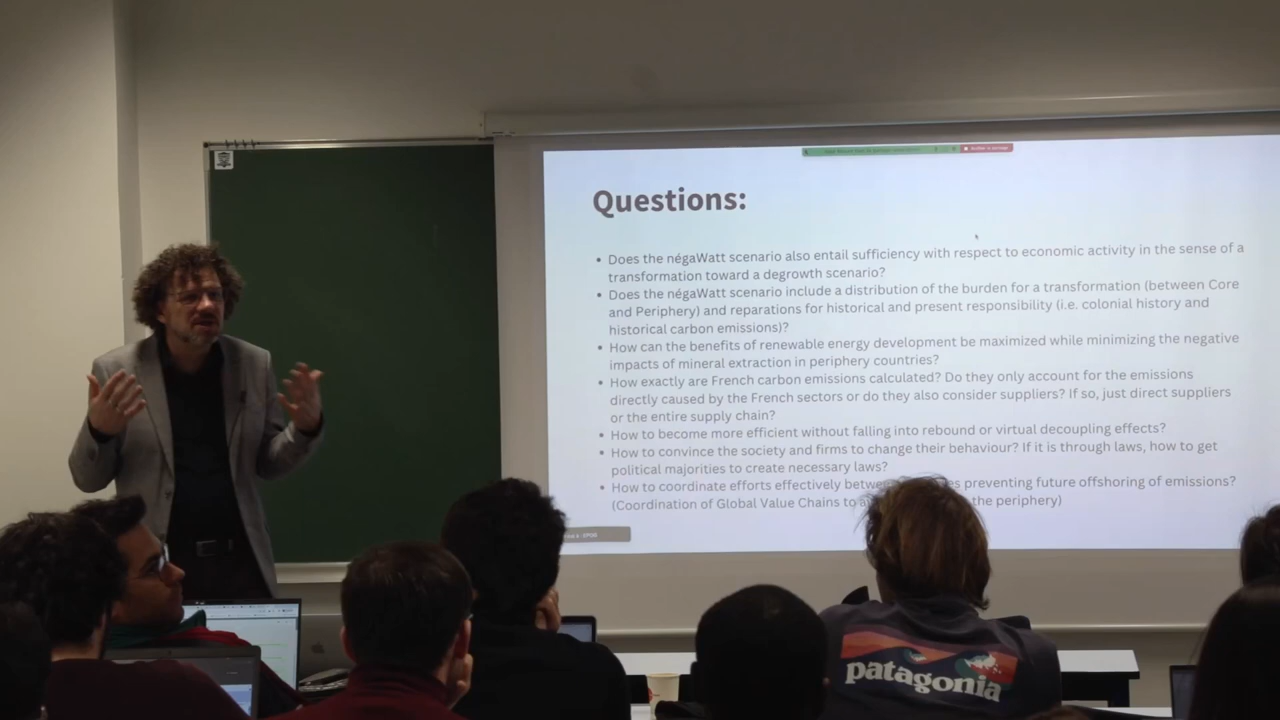 Questions:
• Does the négaWatt scenario also entail sufficiency with respect to economic activity in the sense of a
transformation toward a degrowth scenario?
• Does the négaWatt scenario include a distribution of the burden for a transformation (between Core
and Periphery) and reparations for historical and present responsibility (i.e. colonial history and
historical carbon emissions)?
• How can the benefits of renewable energy development be maximized while minimizing the negative
impacts of mineral extraction in periphery countries?
• How exactly are French carbon emissions calculated? Do they only account for the emissions
directly caused by the French sectors or do they also consider suppliers? If so, just direct suppliers
or the entire supply chain?
• How to become more efficient without falling into rebound or virtual decoupling effects?
• How to convince the society and firms to change their behaviour? If it is through laws, how to get
political majorities to create necessary laws?
• How to coordinate efforts effectively preventing future offshoring of emissions?
(Coordination of Global Value Chains to the periphery)
patagonia